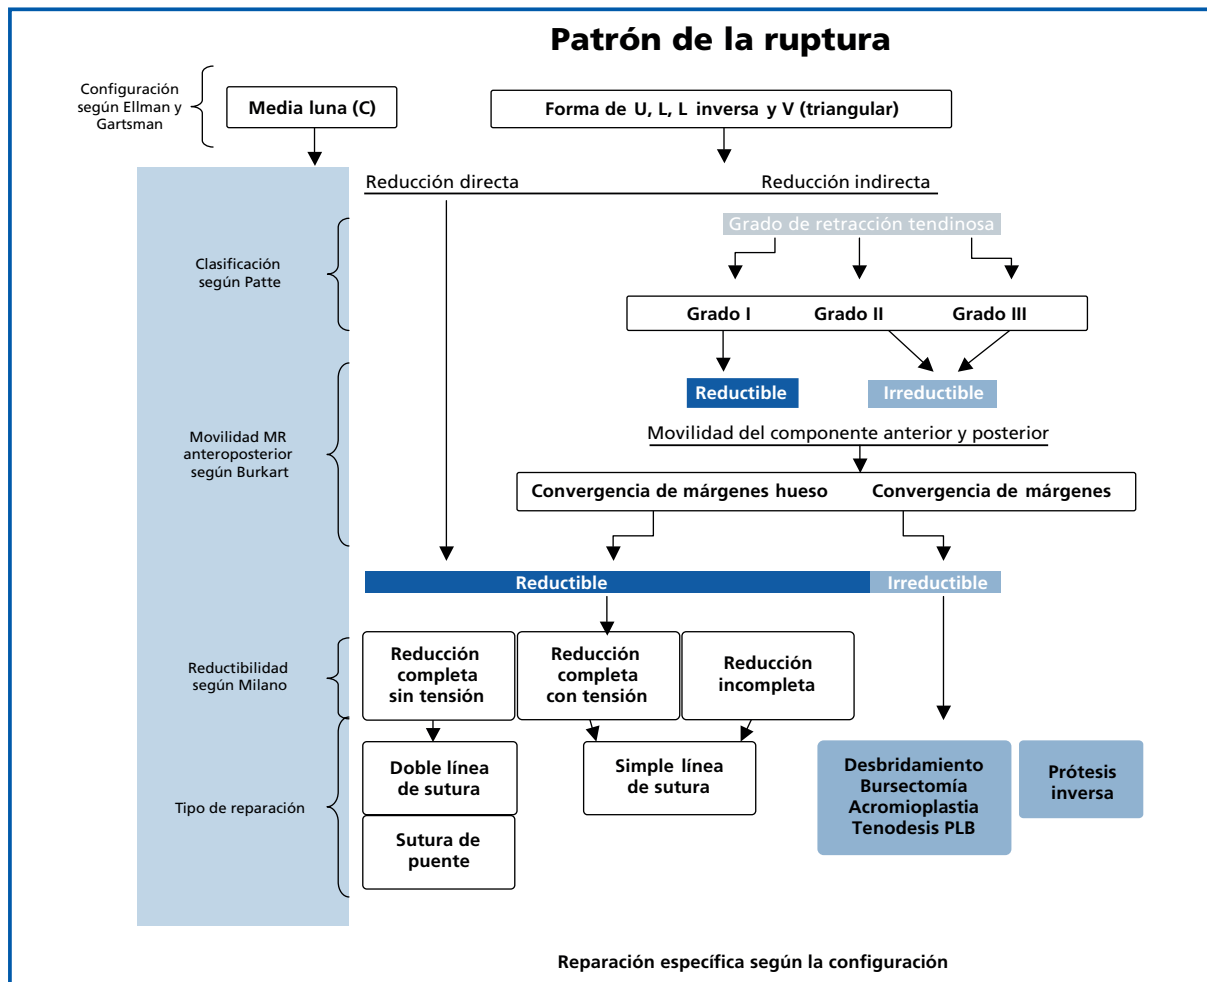 Patrón de la ruptura
Configuración
según Ellman y
Gartsman
Media luna (C)
Forma de U, L, L inversa y V (triangular)
Reducción directa
Reducción indirecta
Grado de retracción tendinosa
Clasificación
según Patte
Grado I
Grado II
Grado III
Reductible
Irreductible
Movilidad del componente anterior y posterior
Movilidad MR
anteroposterior
según Burkart
Convergencia de márgenes hueso
Convergencia de márgenes
Reductible
Irreductible
Reductibilidad
según Milano
Reducción
completa
sin tensión
Reducción
completa
con tensión
Reducción
incompleta
Tipo de reparación
Doble línea
de sutura
Sutura de
puente
Simple línea
de sutura
Desbridamiento
Bursectomía
Acromioplastia
Tenodesis PLB
Prótesis
inversa
Reparación específica según la configuración